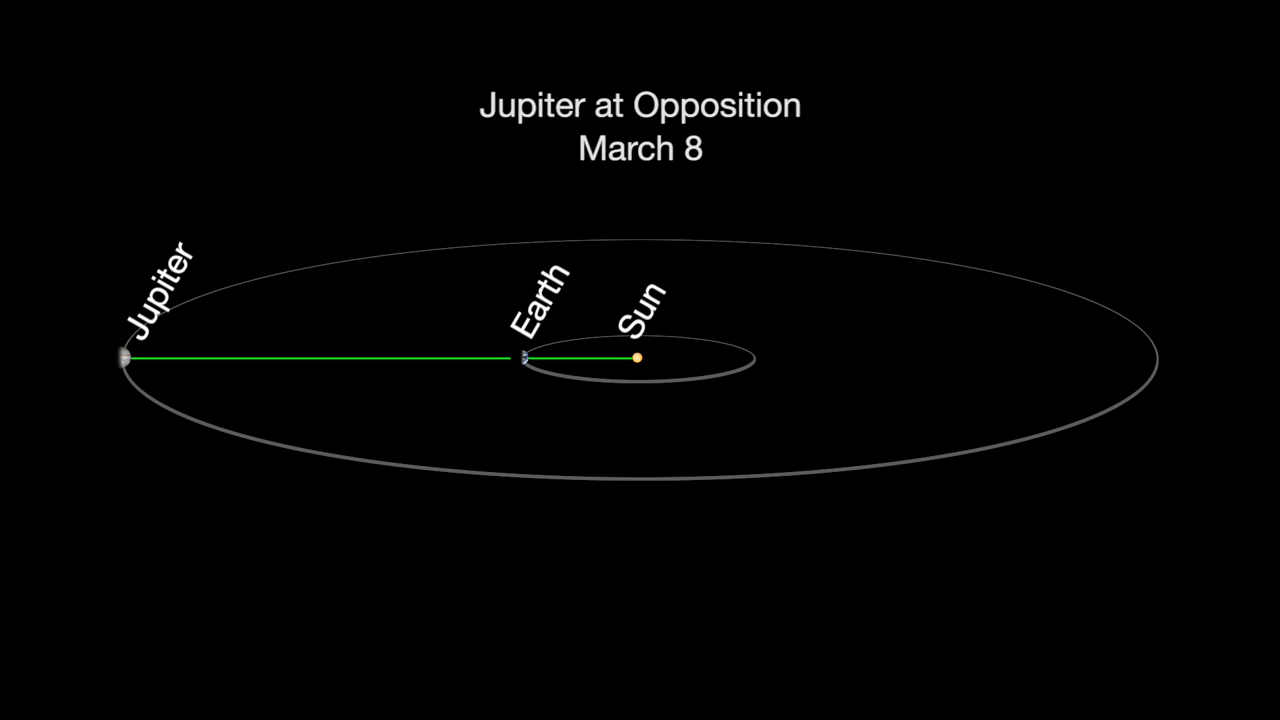 Jupiter at Opposition
March 8
Jupiter
Earth
Sun